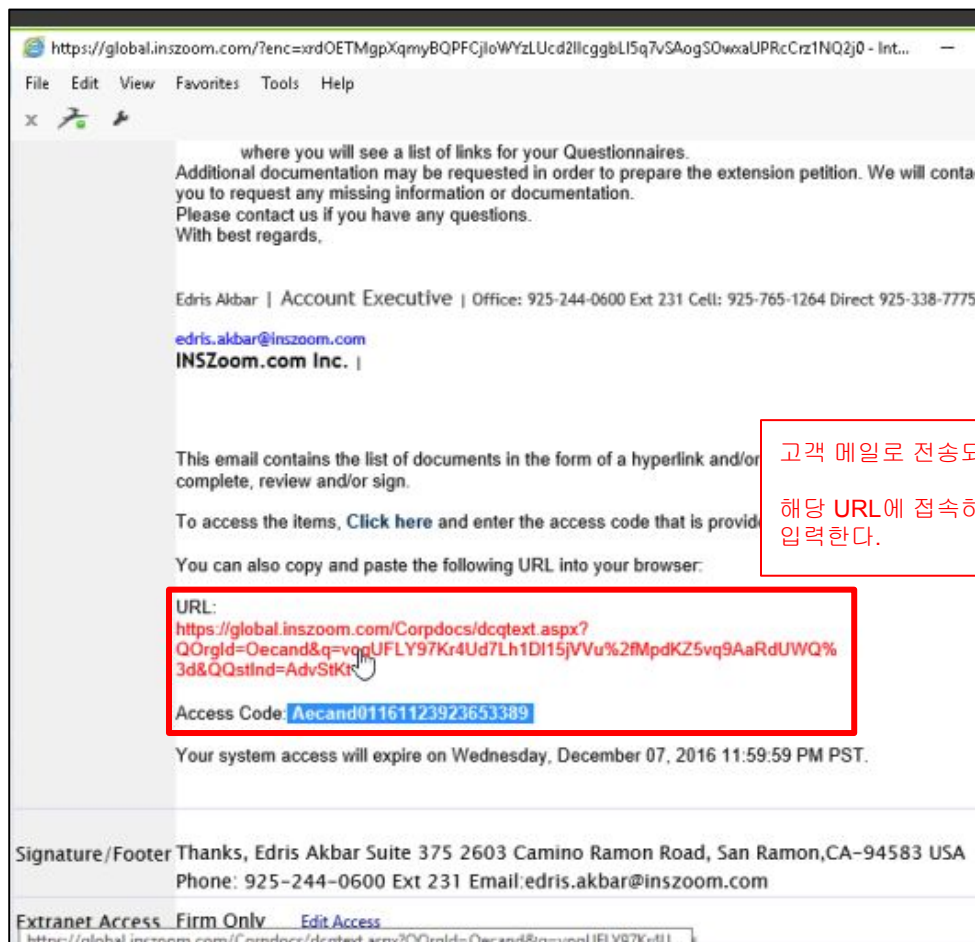 https://global.inszoom.com/?enc=xrdOETMgpXqmyBQPFCjloWYzLUcd2llcggbLI5q7vSAogSOwxaUPRcCrz1NQ2j0 - Int...
File Edit View Favorites Tools Help
x
where you will see a list of links for your Questionnaires.
Additional documentation may be requested in order to prepare the extension petition. We will conta
you to request any missing information or documentation.
Please contact us if you have any questions.
With best regards,
Edris Akbar | Account Executive | Office: 925-244-0600 Ext 231 Cell: 925-765-1264 Direct 925-338-7775
edris.akbar@inszoom.com
INSZoom.com Inc. |
고객 메일로 전송되
This email contains the list of documents in the form of a hyperlink and/or
complete, review and/or sign.
해당 URL에 접속하
입력한다.
To access the items, Click here and enter the access code that is provide
You can also copy and paste the following URL into your browser:
URL:
https://global.inszoom.com/Corpdocs/dcqtext.aspx?
QOrgId=Oecand&q=vqgUFLY97Kr4Ud7Lh1DI15jVVu%2fMpdKZ5vq9AaRdUWQ%
3d&QQstInd=AdvStKt
Access Code: Aecand01161123923653389
Your system access will expire on Wednesday, December 07, 2016 11:59:59 PM PST.
Signature/Footer Thanks, Edris Akbar Suite 375 2603 Camino Ramon Road, San Ramon,CA-94583 USA
Phone: 925-244-0600 Ext 231 Email:edris.akbar@inszoom.com
Extranet Access Firm Only Edit Access